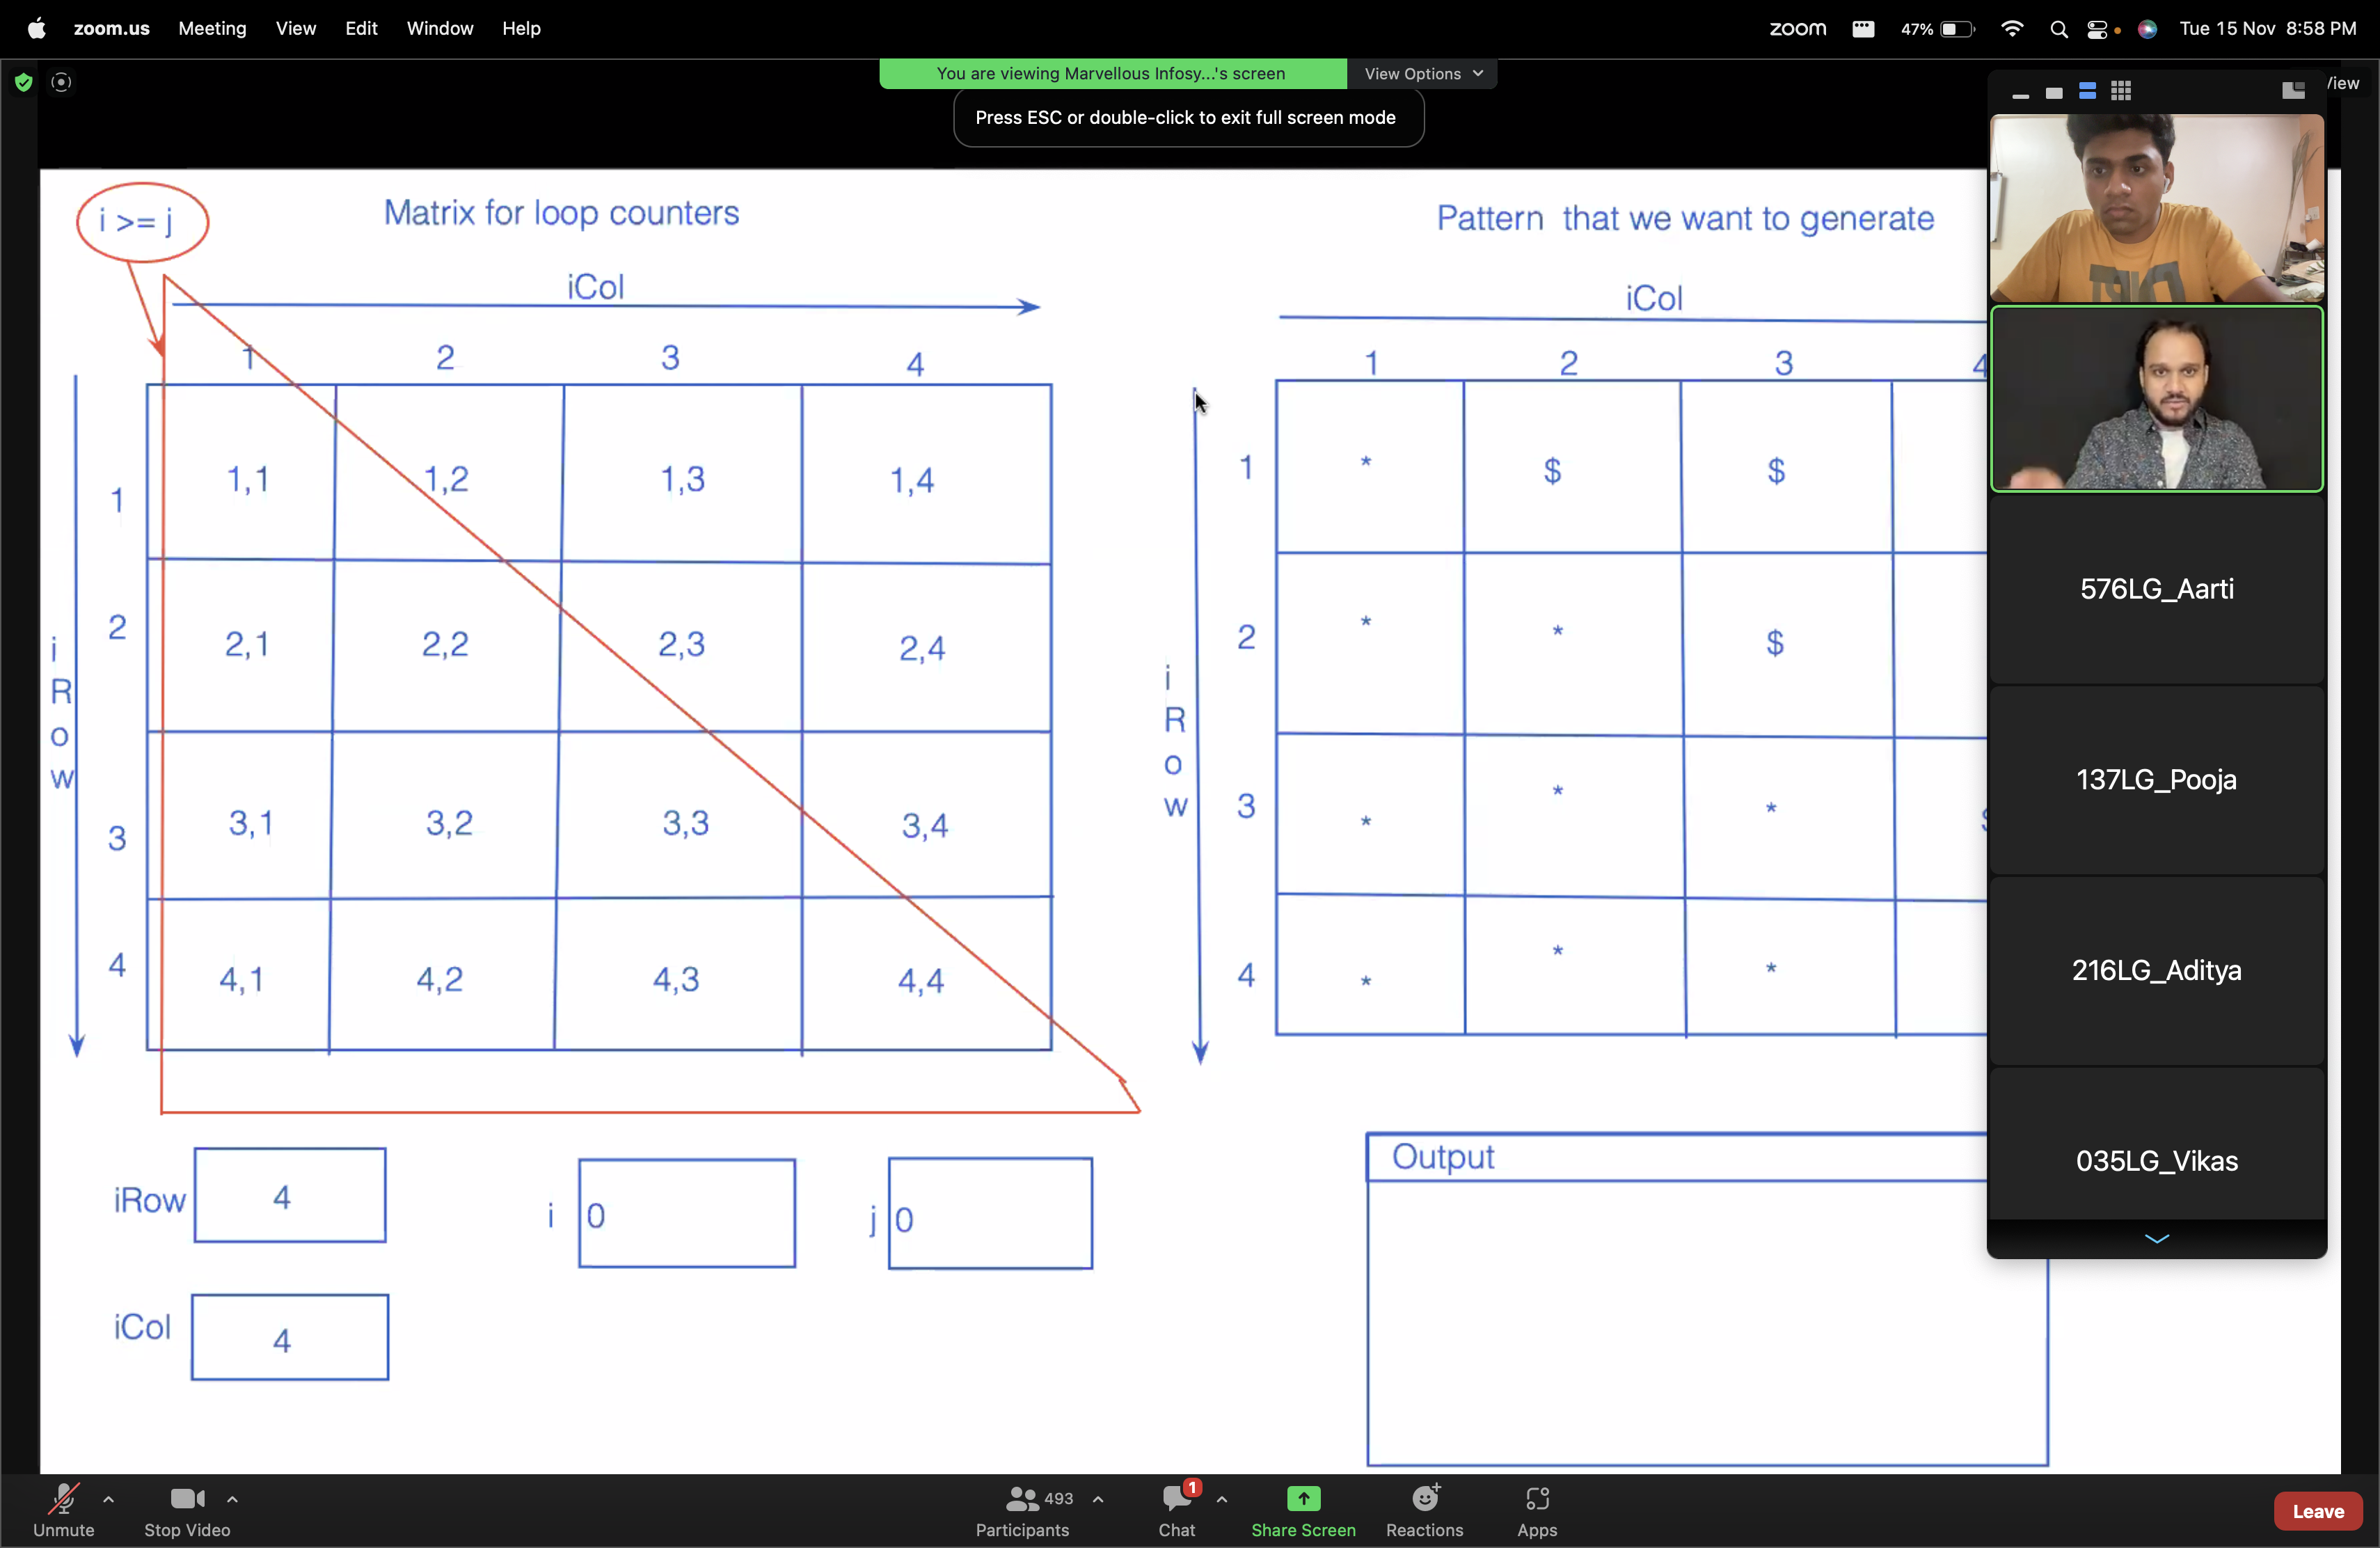 zoom.us Meeting View Edit Window Help zoom 47% Tue 15 Nov 8:58 PM
You are viewing Marvellous Infosy...'s screen View Options
Press ESC or double-click to exit full screen mode
i >= j
Matrix for loop counters
iCol
1 2 3 4
iRow
1 1,1 1,2 1,3 1,4
2 2,1 2,2 2,3 2,4
3 3,1 3,2 3,3 3,4
4 4,1 4,2 4,3 4,4
iRow 4
i 0
j 0
iCol 4
Pattern that we want to generate
iCol
1 2 3 4
iRow
1 * $ $
2 * * $
3 * * *
4 * * *
Output
576LG_Aarti
137LG_Pooja
216LG_Aditya
035LG_Vikas
Unmute Stop Video 493 Participants 1 Chat Share Screen Reactions Apps Leave